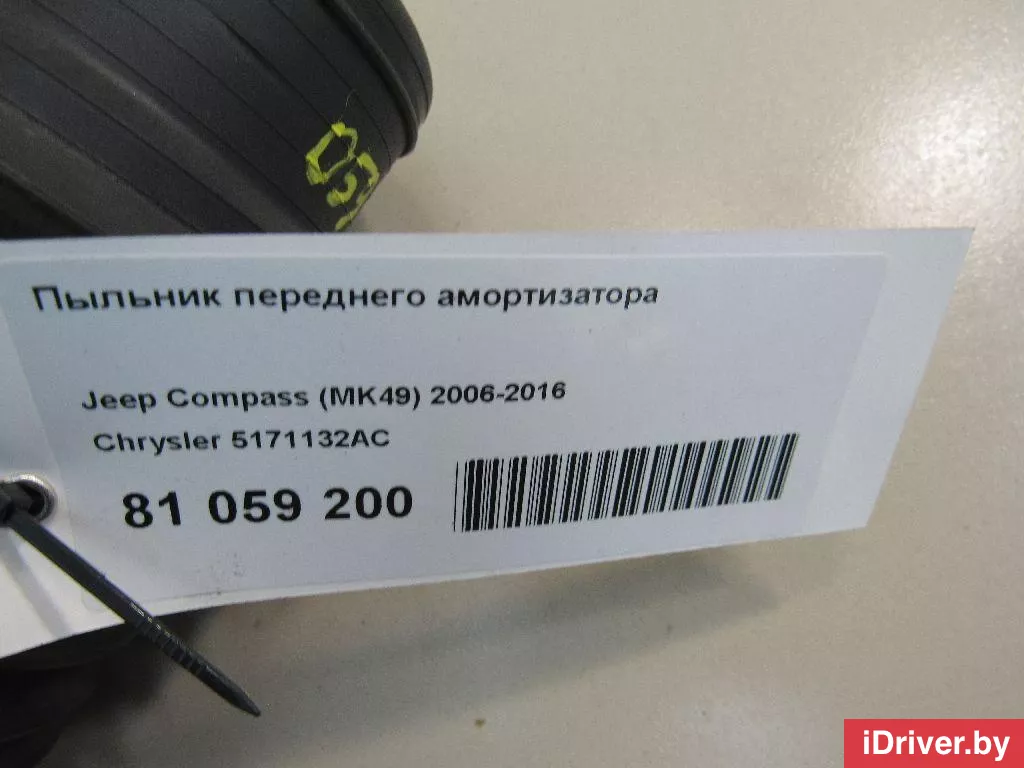 Пыльник переднего амортизатора
Jeep Compass (MK49) 2006-2016
Chrysler 5171132AC
81 059 200
iDriver.by